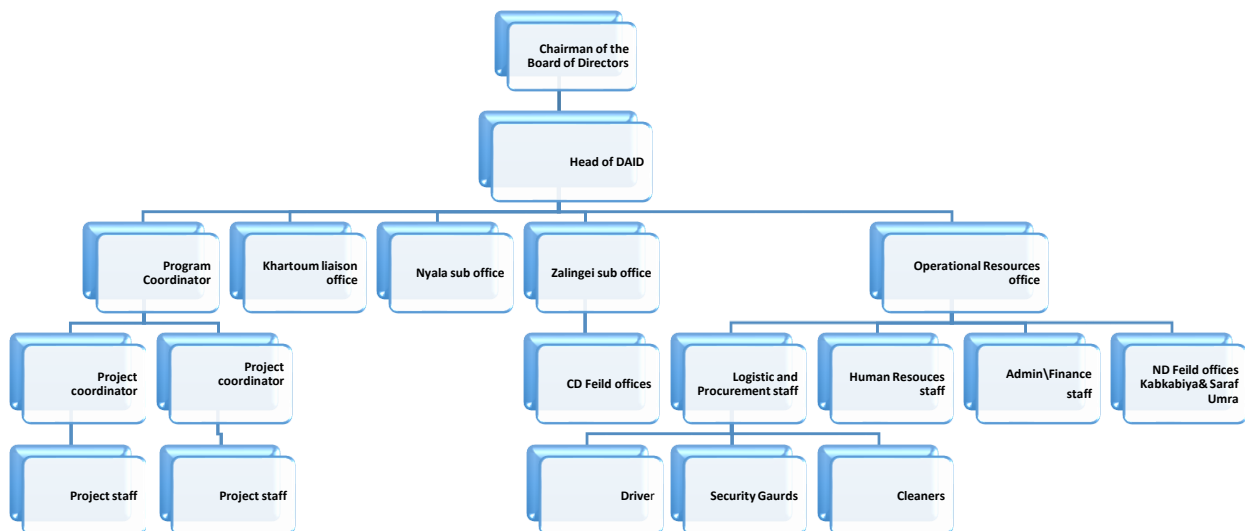 Chairman of the
Board of Directors
Head of DAID
Program
Coordinator
Khartoum liaison
office
Nyala sub office
Zalingei sub office
Operational Resources
office
Project
coordinator
Project
coordinator
CD Feild offices
Logistic and
Procurement staff
Human Resouces
staff
Admin\Finance
staff
ND Feild offices
Kabkabiya& Saraf
Umra
Project staff
Project staff
Driver
Security Gaurds
Cleaners